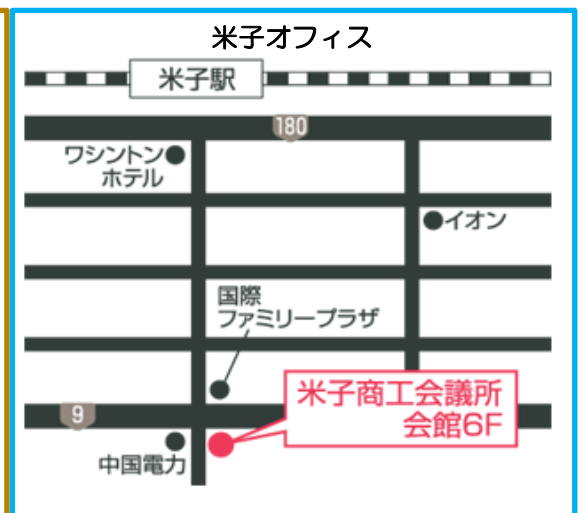 米子オフィス
米子駅
180
ワシントン
ホテル
イオン
国際
ファミリープラザ
米子商工会議所
会館6F
9
中国電力